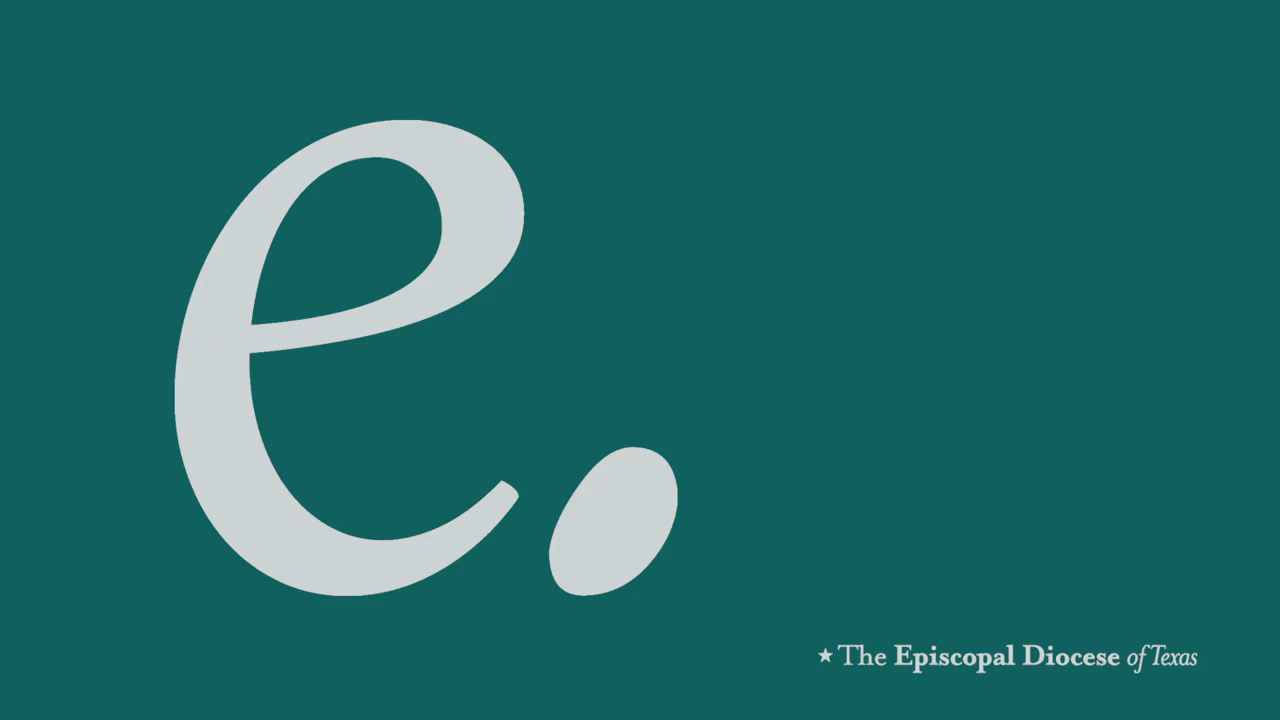 e.
★ The Episcopal Diocese of Texas